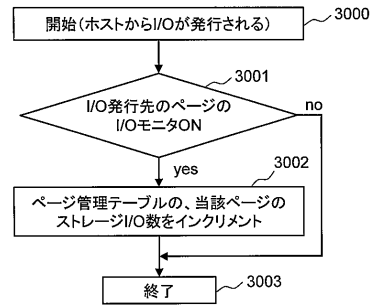 開始(ホストからI/Oが発行される)
3000
3001
I/O発行先のページの
I/OモニタON
no
yes
3002
ページ管理テーブルの、当該ページの
ストレージI/O数をインクリメント
終了
3003